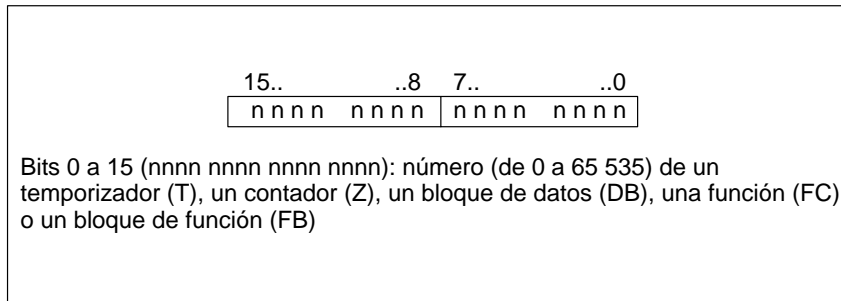 15.. ..8 7.. ..0
n n n n n n n n n n n n n n n n
Bits 0 a 15 (nnnn nnnn nnnn nnnn): número (de 0 a 65 535) de un
temporizador (T), un contador (Z), un bloque de datos (DB), una función (FC)
o un bloque de función (FB)